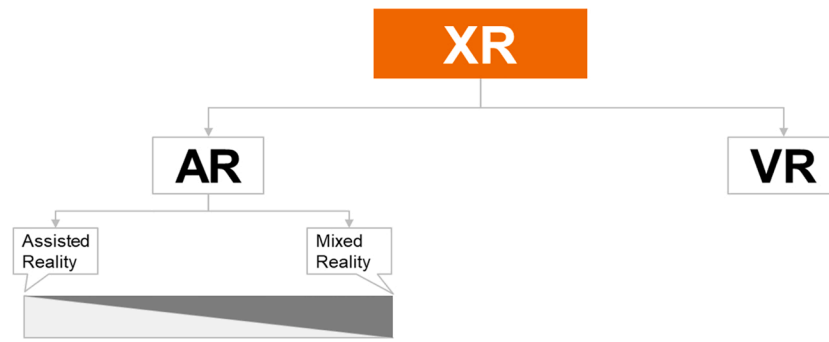 XR
AR
VR
Assisted
Reality
Mixed
Reality